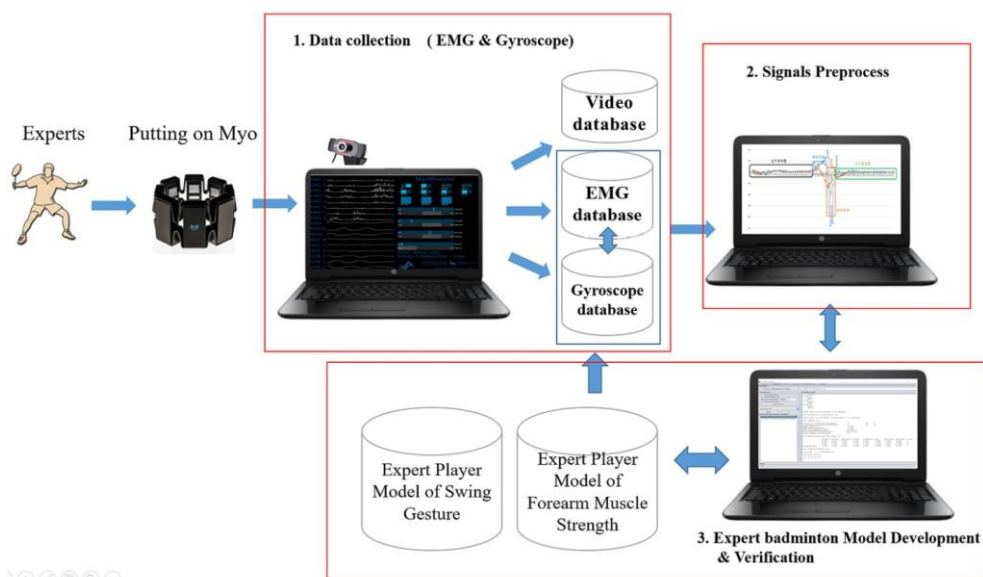 1. Data collection ( EMG & Gyroscope)
2. Signals Preprocess
Experts
Putting on Myo
Video
database
EMG
database
Gyroscope
database
Expert Player
Model of Swing
Gesture
Expert Player
Model of
Forearm Muscle
Strength
3. Expert badminton Model Development
& Verification